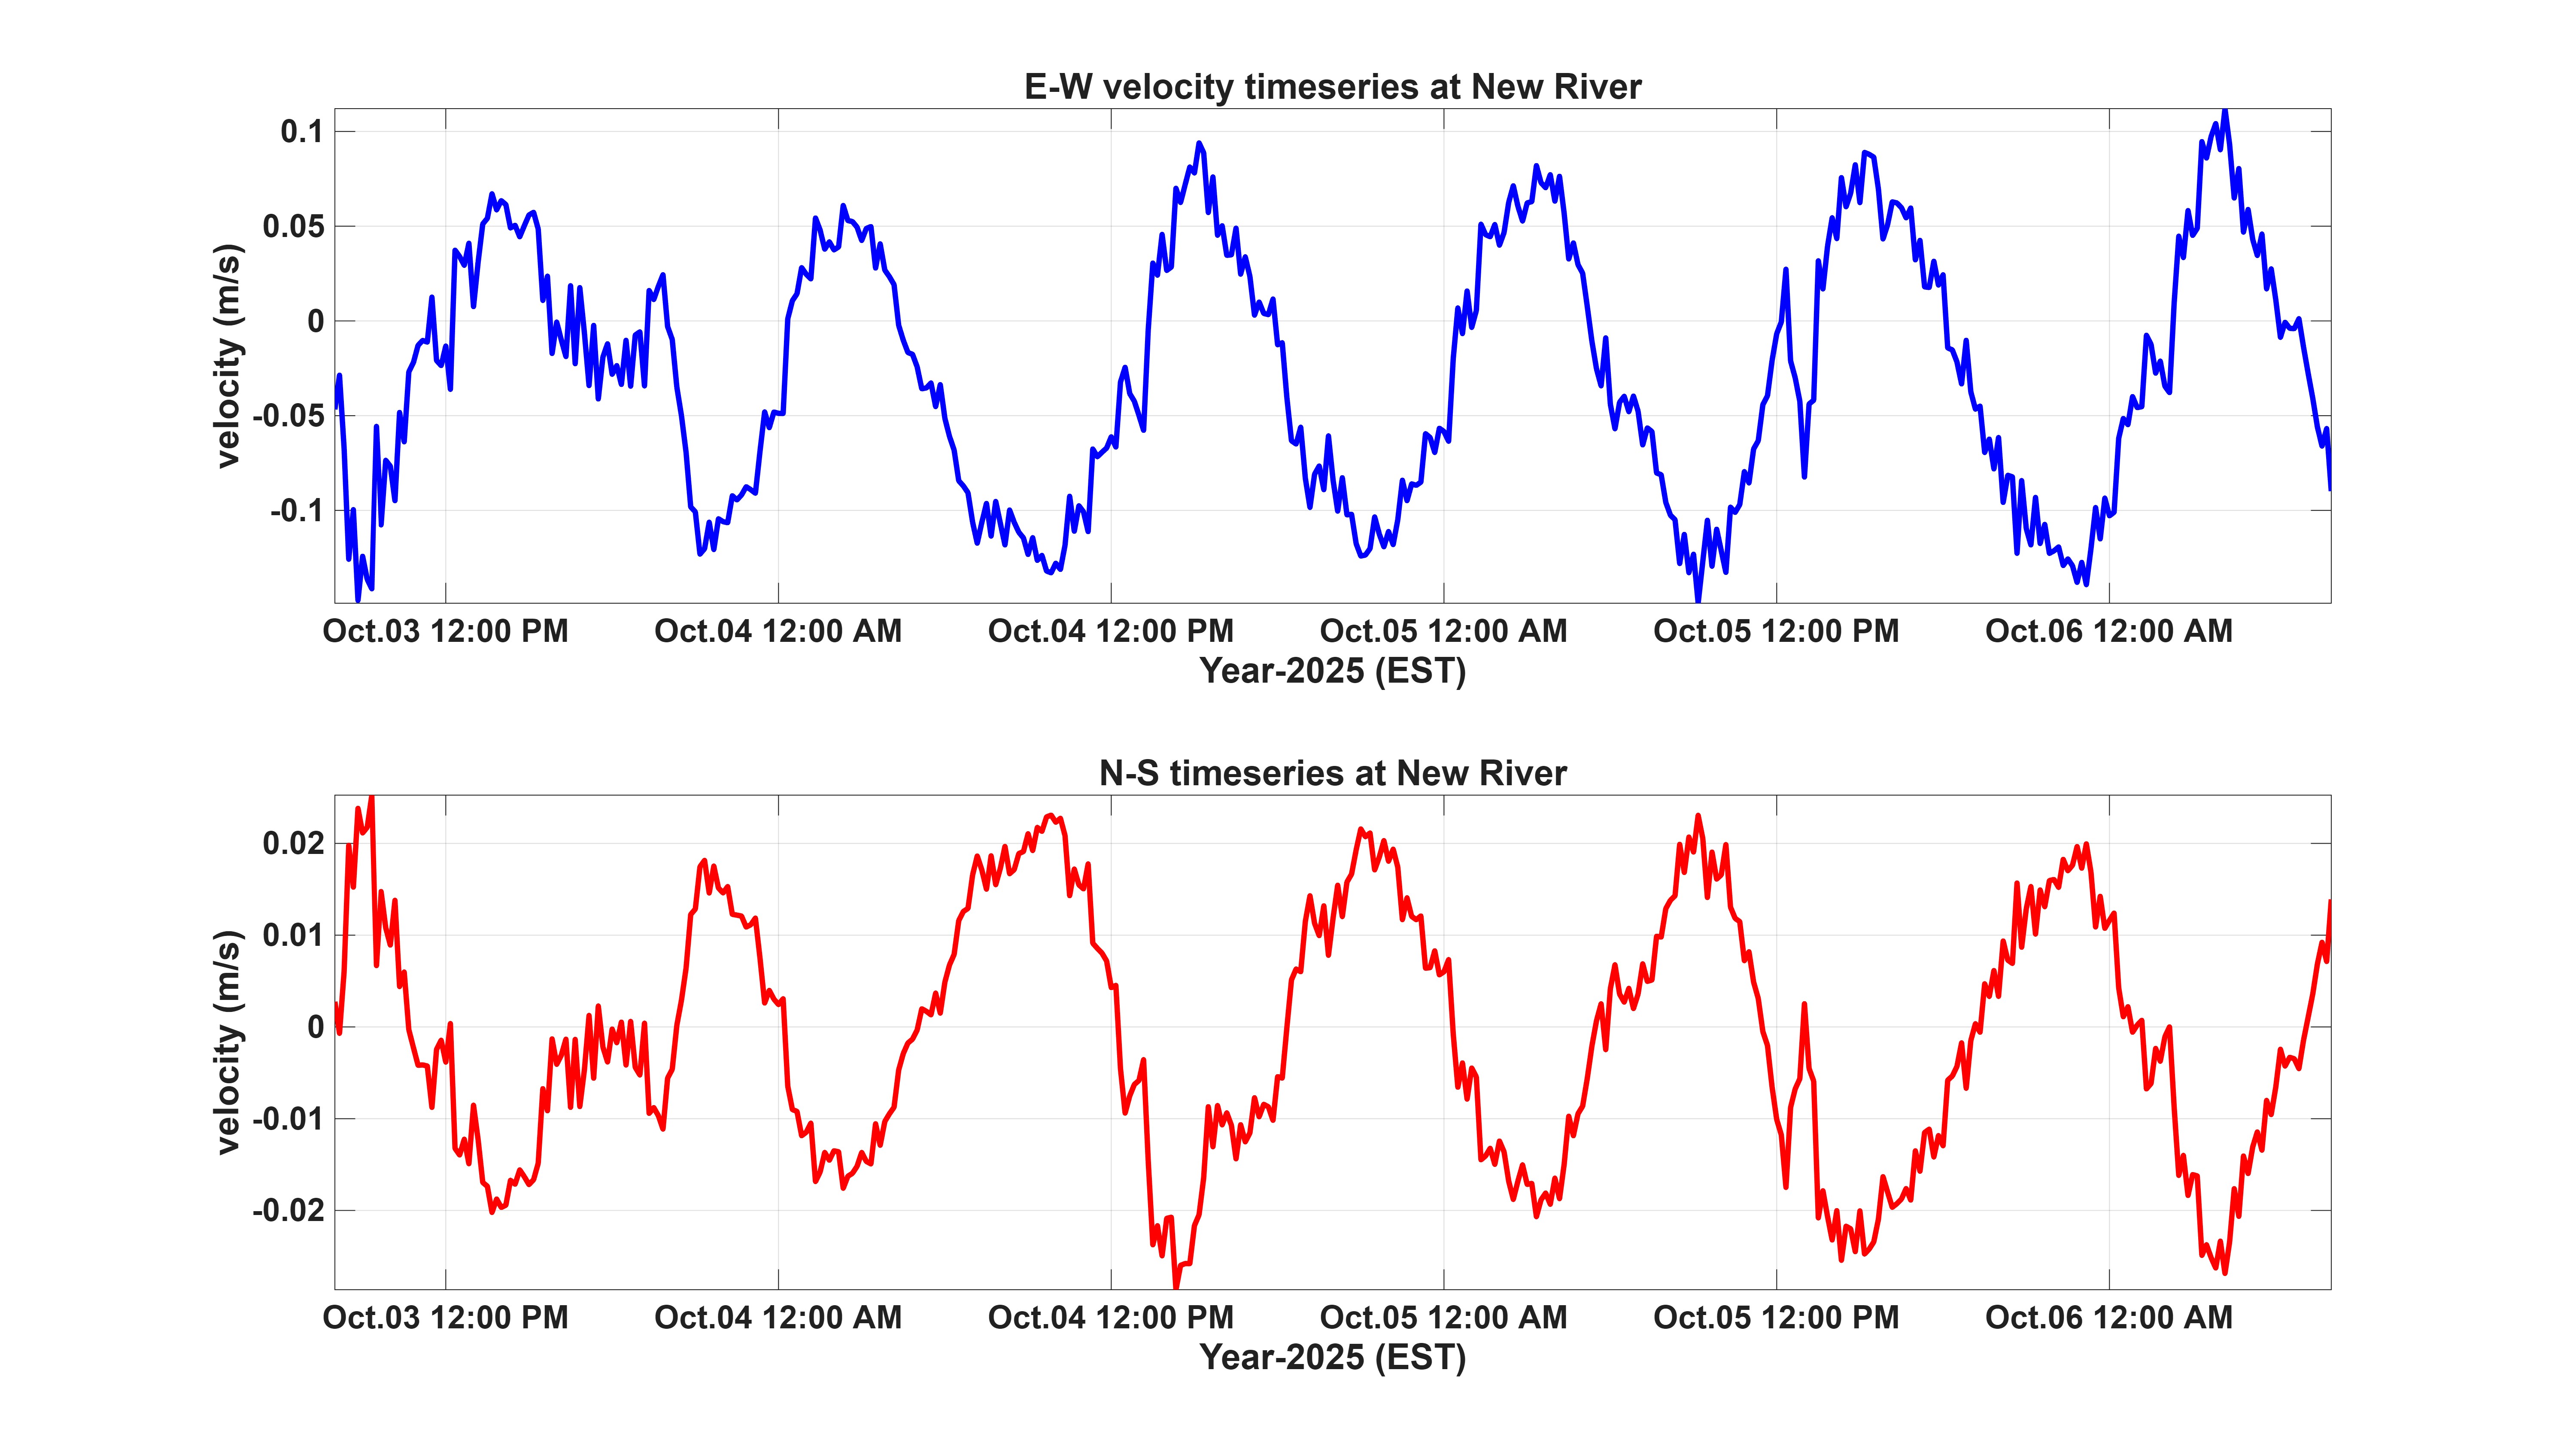 E-W velocity timeseries at New River
0.1
0.05
0
-0.05
-0.1
velocity (m/s)
Oct.03 12:00 PM
Oct.04 12:00 AM
Oct.04 12:00 PM
Oct.05 12:00 AM
Oct.05 12:00 PM
Oct.06 12:00 AM
Year-2025 (EST)
N-S timeseries at New River
0.02
0.01
0
-0.01
-0.02
velocity (m/s)
Oct.03 12:00 PM
Oct.04 12:00 AM
Oct.04 12:00 PM
Oct.05 12:00 AM
Oct.05 12:00 PM
Oct.06 12:00 AM
Year-2025 (EST)